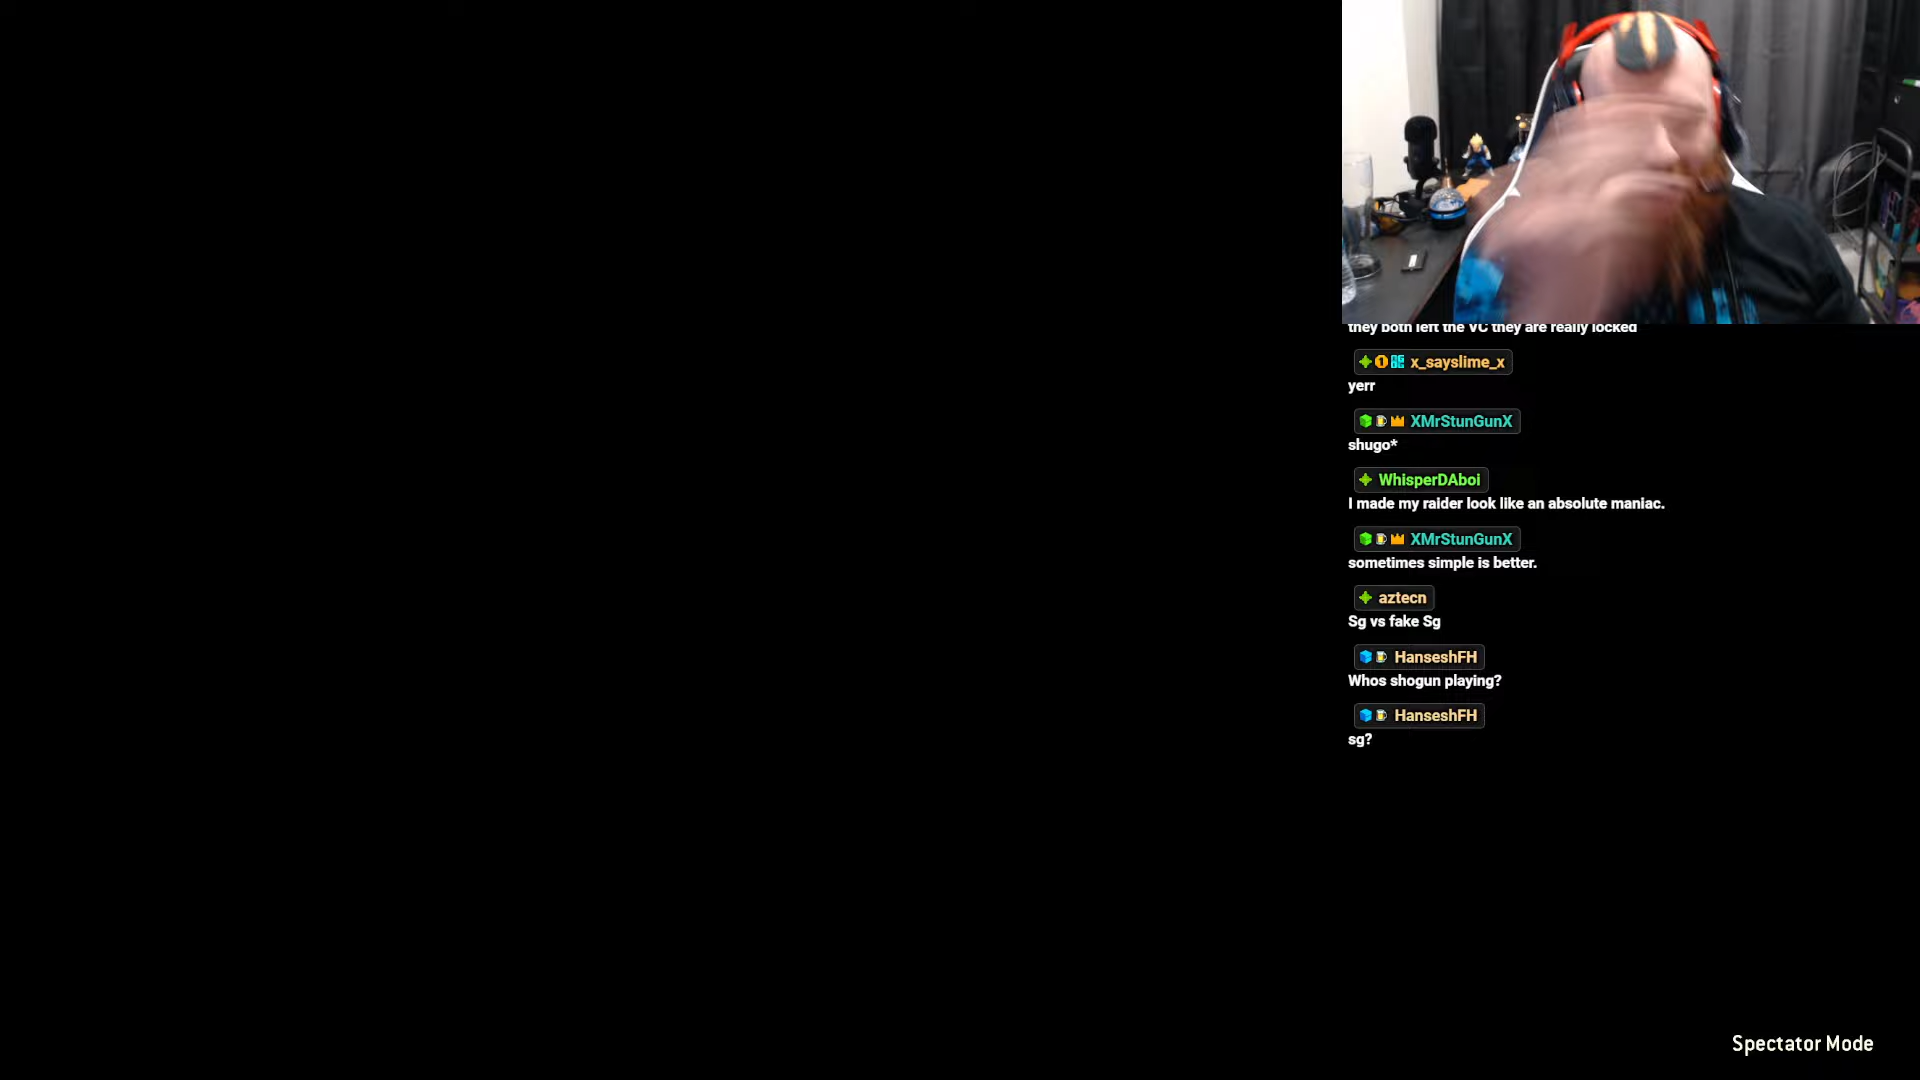 they both left the VC they are really locked
x_sayslime_x
yerr
XMrStunGunX
shugo*
WhisperDAboi
I made my raider look like an absolute maniac.
XMrStunGunX
sometimes simple is better.
aztecn
Sg vs fake Sg
HanseshFH
Whos shogun playing?
HanseshFH
sg?
Spectator Mode